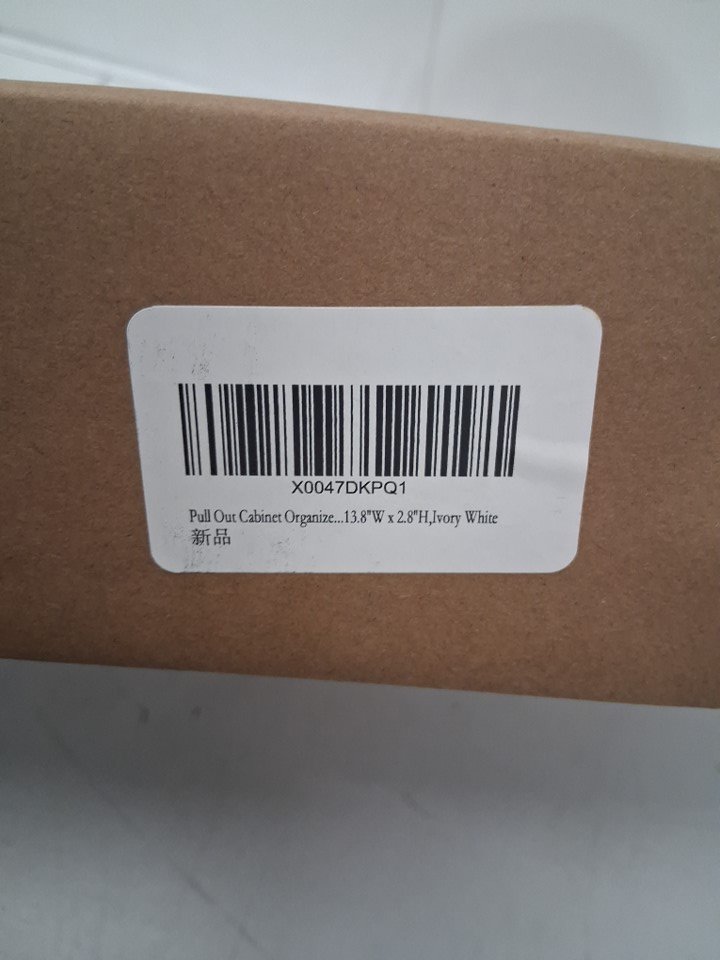 X0047DKPQ1
Pull Out Cabinet Organize...13.8"W x 2.8"H,Ivory White
新品